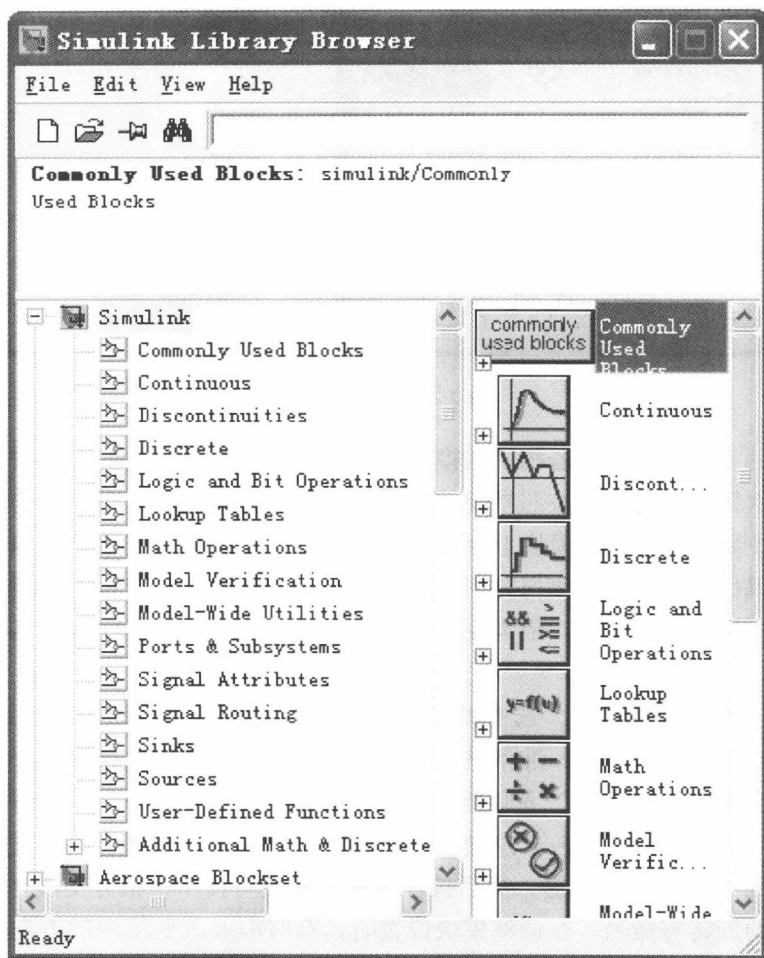 Simulink Library Browser
File Edit View Help
Commonly Used Blocks: simulink/Commonly
Used Blocks
Simulink
Commonly Used Blocks
Continuous
Discontinuities
Discrete
Logic and Bit Operations
Lookup Tables
Math Operations
Model Verification
Model-Wide Utilities
Ports & Subsystems
Signal Attributes
Signal Routing
Sinks
Sources
User-Defined Functions
Additional Math & Discrete
Aerospace Blockset
commonly
used blocks
Commonly
Used
Blocks
Continuous
Discont...
Discrete
&& >
||
<=
Logic and
Bit
Operations
y=f(u)
Lookup
Tables
+ −
÷ ×
Math
Operations
Model
Verific...
Model-Wide
Ready